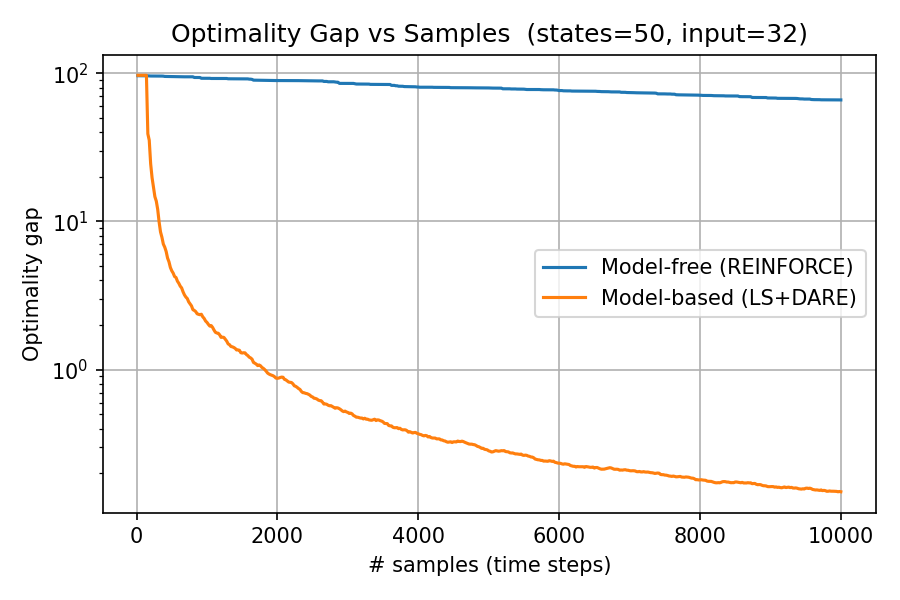 Optimality Gap vs Samples  (states=50, input=32)
Optimality gap
10²
10¹
10⁰
Model-free (REINFORCE)
Model-based (LS+DARE)
0
2000
4000
6000
8000
10000
# samples (time steps)